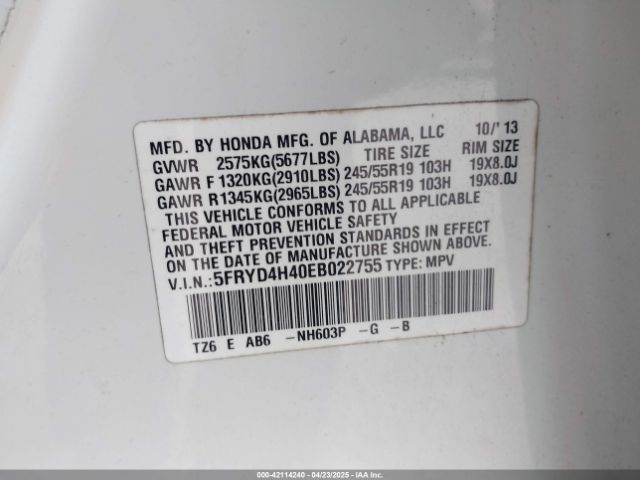 MFD. BY HONDA MFG. OF ALABAMA, LLC 10/'13
GVWR 2575KG(5677LBS) TIRE SIZE RIM SIZE
GAWR F 1320KG(2910LBS) 245/55R19 103H 19X8.0J
GAWR R1345KG(2965LBS) 245/55R19 103H 19X8.0J
THIS VEHICLE CONFORMS TO ALL APPLICABLE
FEDERAL MOTOR VEHICLE SAFETY
AND THEFT PREVENTION STANDARDS IN EFFECT
ON THE DATE OF MANUFACTURE SHOWN ABOVE.
V.I.N.:5FRYD4H40EB022755 TYPE: MPV
TZ6 E AB6 -NH603P -G -B
000-42114240 - 04/23/2025 - IAAI.COM